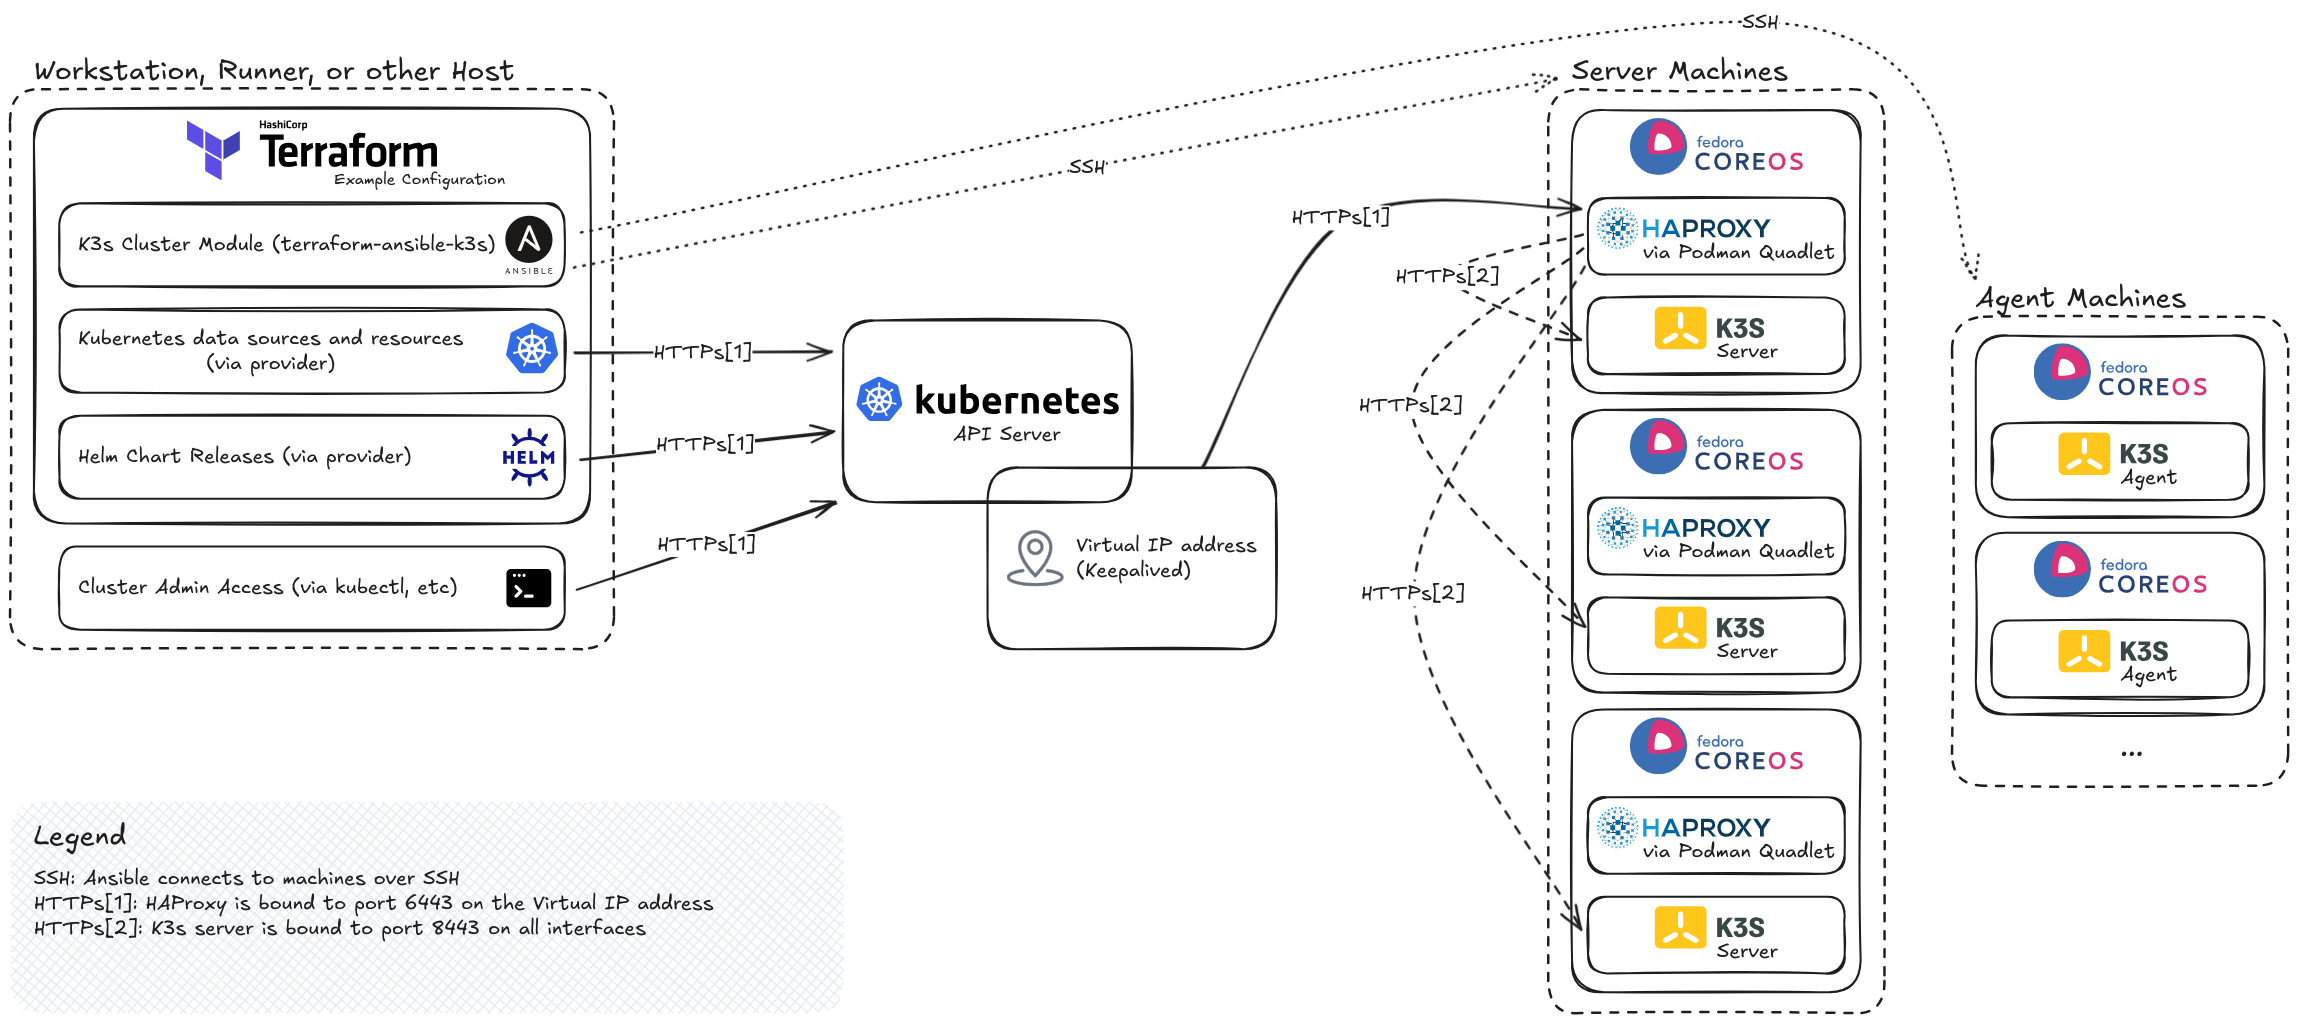 Workstation, Runner, or other Host
HashiCorp
Terraform
Example Configuration
K3s Cluster Module (terraform-ansible-k3s)
ANSIBLE
Kubernetes data sources and resources
(via provider)
Helm Chart Releases (via provider)
HELM
Cluster Admin Access (via kubectl, etc)
SSH
SSH
HTTPs[1]
HTTPs[1]
HTTPs[1]
kubernetes
API Server
Virtual IP address
(Keepalived)
HTTPs[1]
HTTPs[2]
HTTPs[2]
HTTPs[2]
Server Machines
fedora
COREOS
HAPROXY
via Podman Quadlet
K3S
Server
fedora
COREOS
HAPROXY
via Podman Quadlet
K3S
Server
fedora
COREOS
HAPROXY
via Podman Quadlet
K3S
Server
Agent Machines
fedora
COREOS
K3S
Agent
fedora
COREOS
K3S
Agent
...
Legend
SSH: Ansible connects to machines over SSH
HTTPs[1]: HAProxy is bound to port 6443 on the Virtual IP address
HTTPs[2]: K3s server is bound to port 8443 on all interfaces